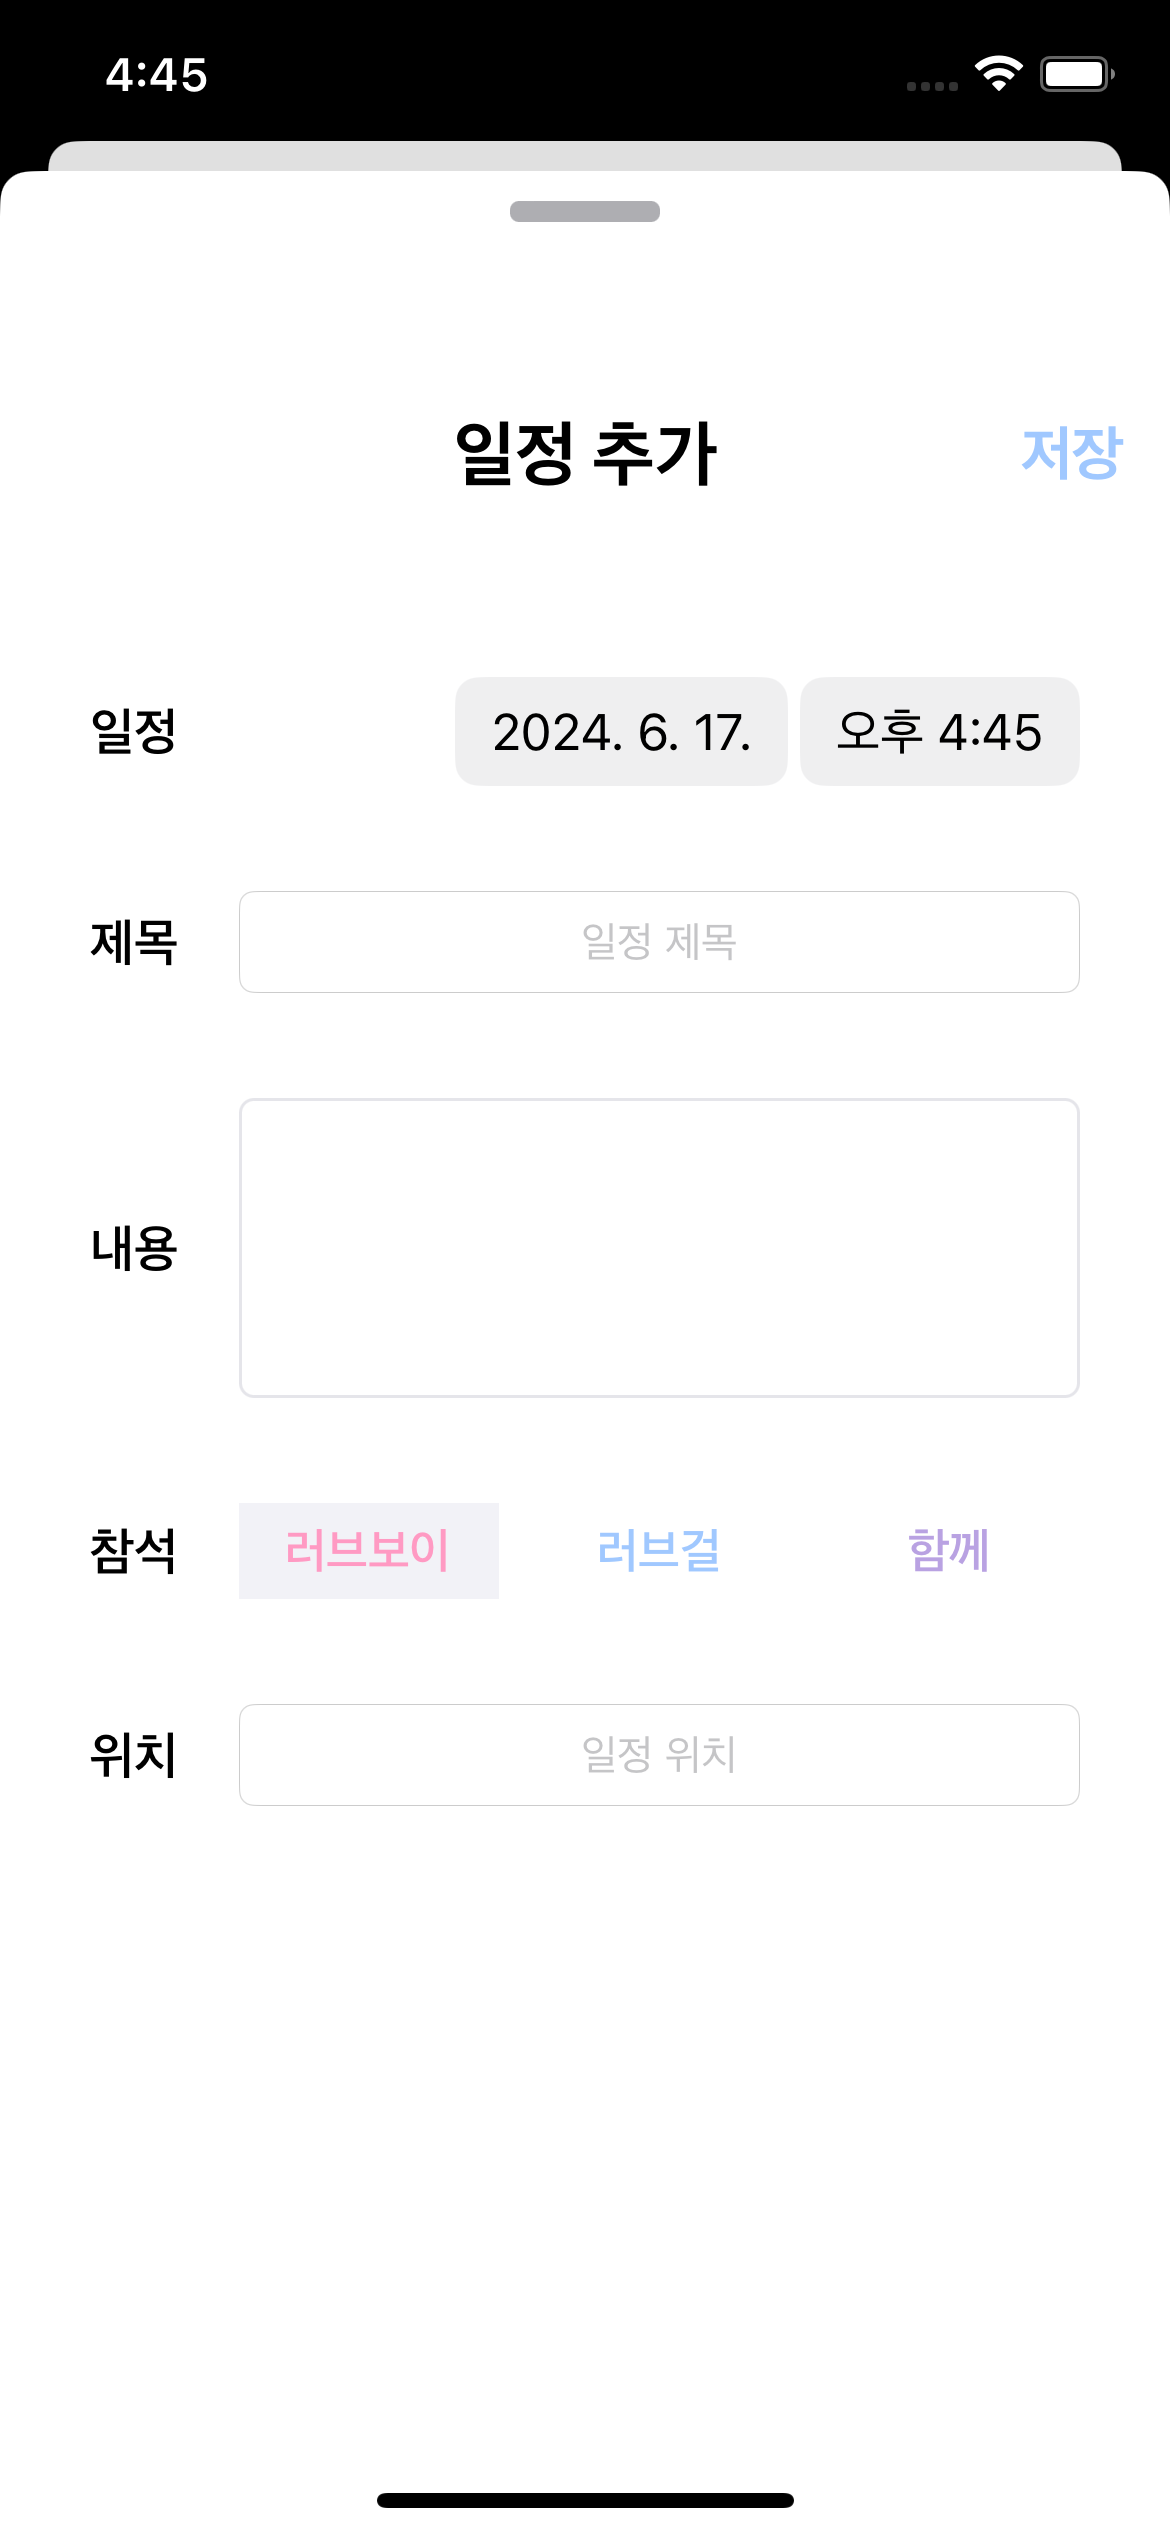 4:45
일정 추가
저장
일정
2024. 6. 17.
오후 4:45
제목
일정 제목
내용
참석
러브보이
러브걸
함께
위치
일정 위치